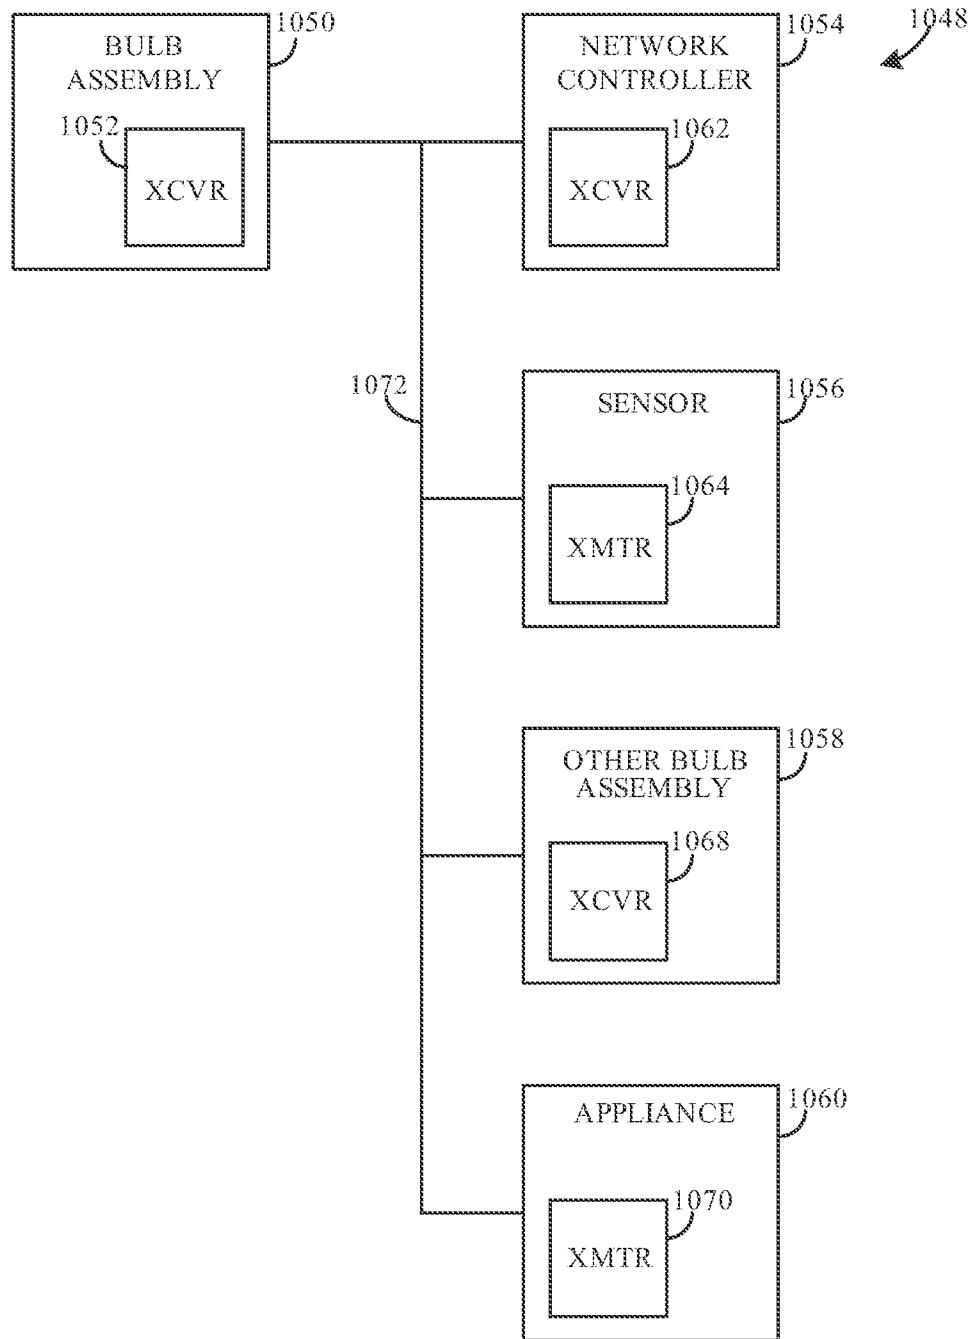 BULB
ASSEMBLY
1050
1052
XCVR
NETWORK
CONTROLLER
1054
1062
XCVR
1048
1072
SENSOR
1056
1064
XMTR
OTHER BULB
ASSEMBLY
1058
1068
XCVR
APPLIANCE
1060
1070
XMTR